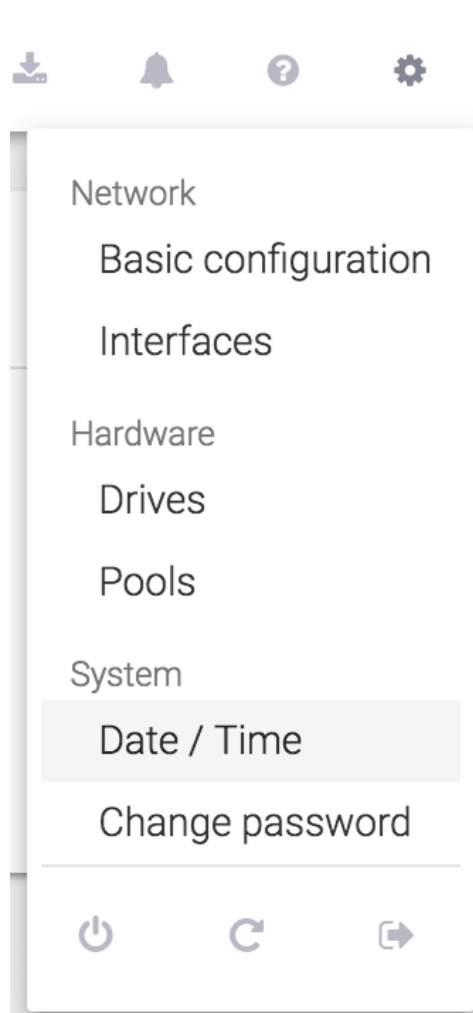 Network
Basic configuration
Interfaces
Hardware
Drives
Pools
System
Date / Time
Change password